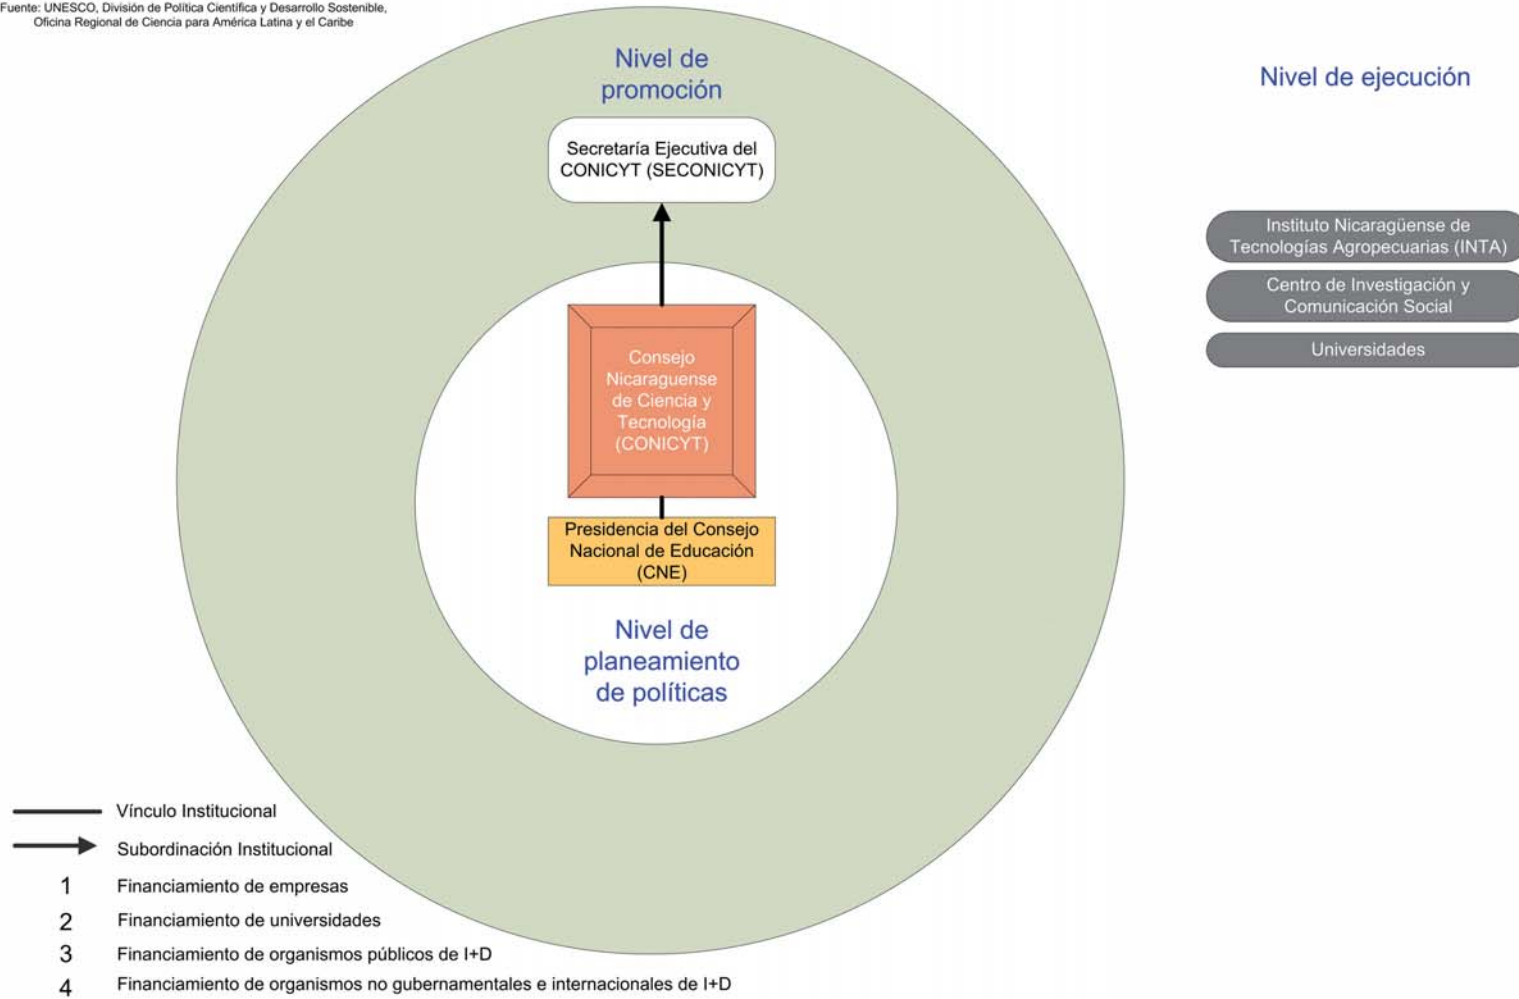 Fuente: UNESCO, División de Política Científica y Desarrollo Sostenible,
Oficina Regional de Ciencia para América Latina y el Caribe
Nivel de
promoción
Secretaría Ejecutiva del
CONICYT (SECONICYT)
Consejo
Nicaraguense
de Ciencia y
Tecnología
(CONICYT)
Presidencia del Consejo
Nacional de Educación
(CNE)
Nivel de
planeamiento
de políticas
Nivel de ejecución
Instituto Nicaragüense de
Tecnologías Agropecuarias (INTA)
Centro de Investigación y
Comunicación Social
Universidades
Vínculo Institucional
Subordinación Institucional
1 Financiamiento de empresas
2 Financiamiento de universidades
3 Financiamiento de organismos públicos de I+D
4 Financiamiento de organismos no gubernamentales e internacionales de I+D